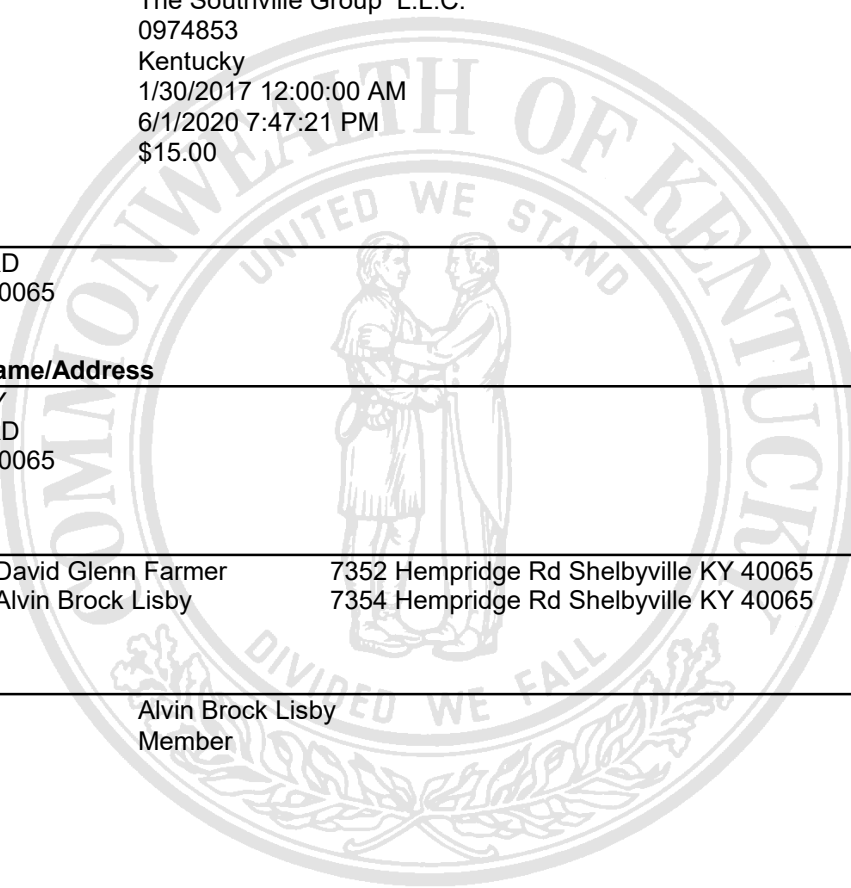 The Southville Group L.L.C.
0974853
Kentucky
1/30/2017 12:00:00 AM
6/1/2020 7:47:21 PM
$15.00
COMMONWEALTH OF KENTUCKY
UNITED WE STAND
D
0065
ame/Address
Y
D
0065
David Glenn Farmer 7352 Hempridge Rd Shelbyville KY 40065
Alvin Brock Lisby 7354 Hempridge Rd Shelbyville KY 40065
DIVIDED WE FALL
Alvin Brock Lisby
Member